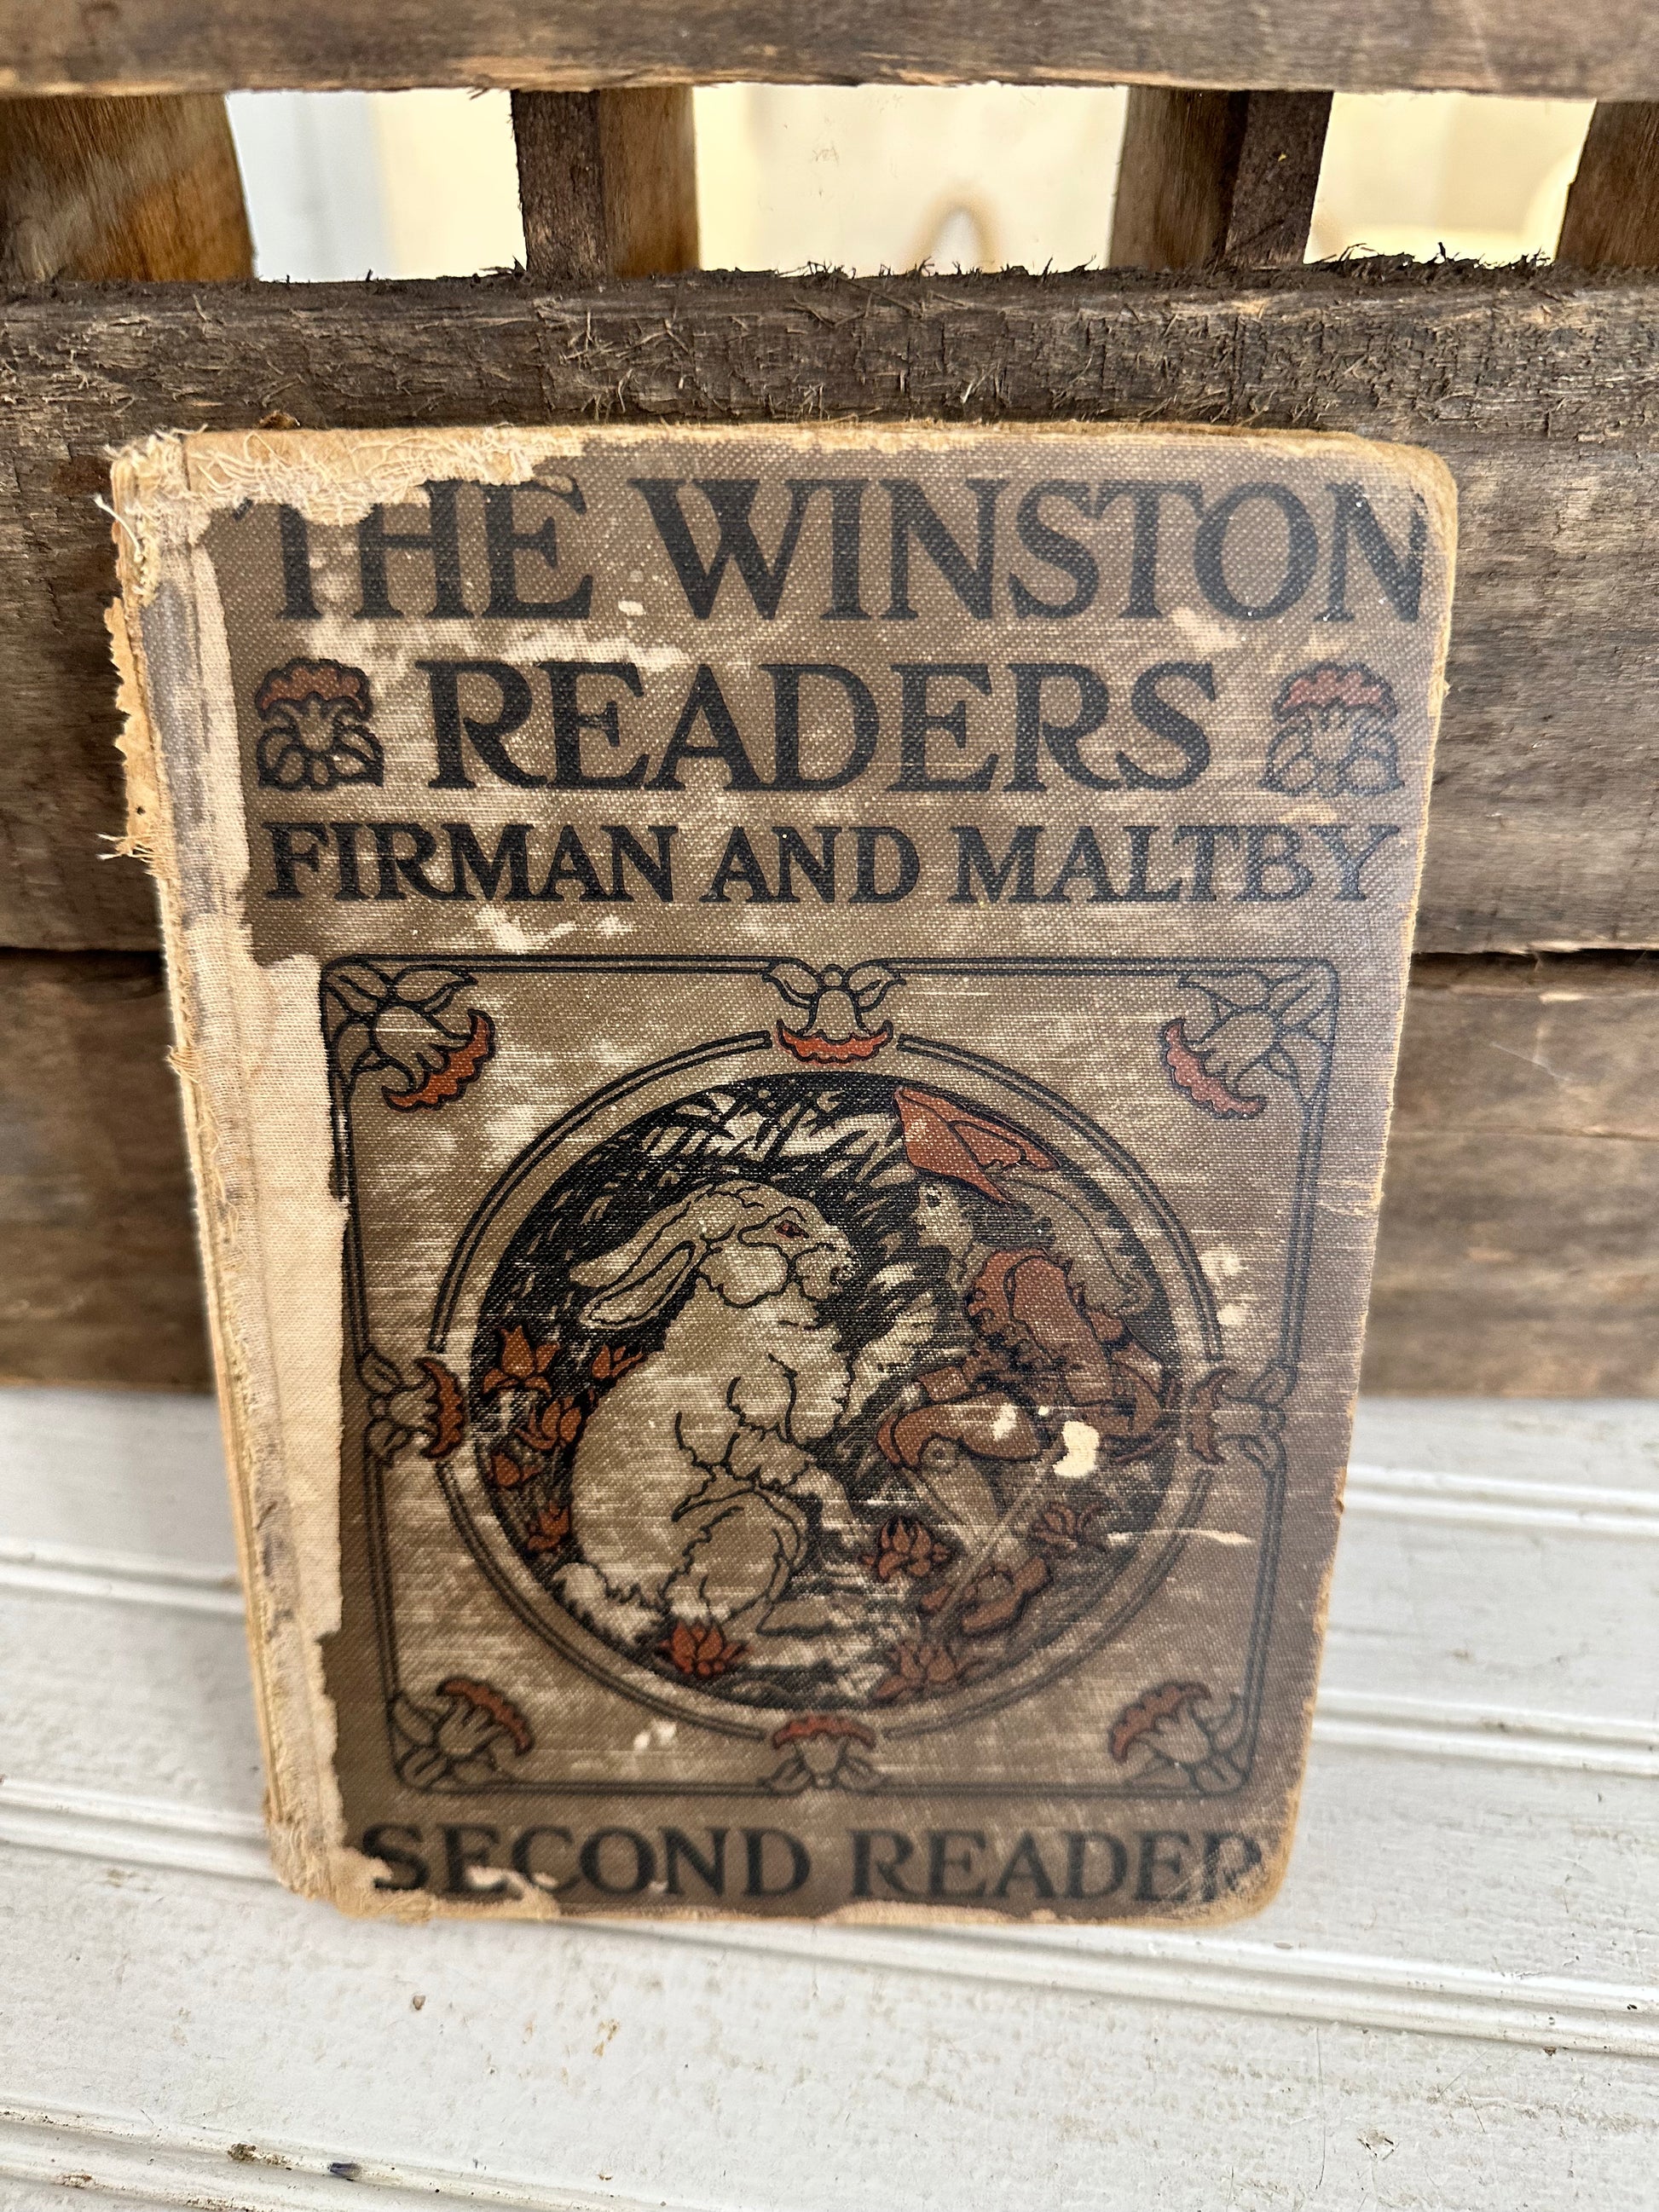 THE WINSTON
READERS
FIRMAN AND MALTBY
SECOND READER